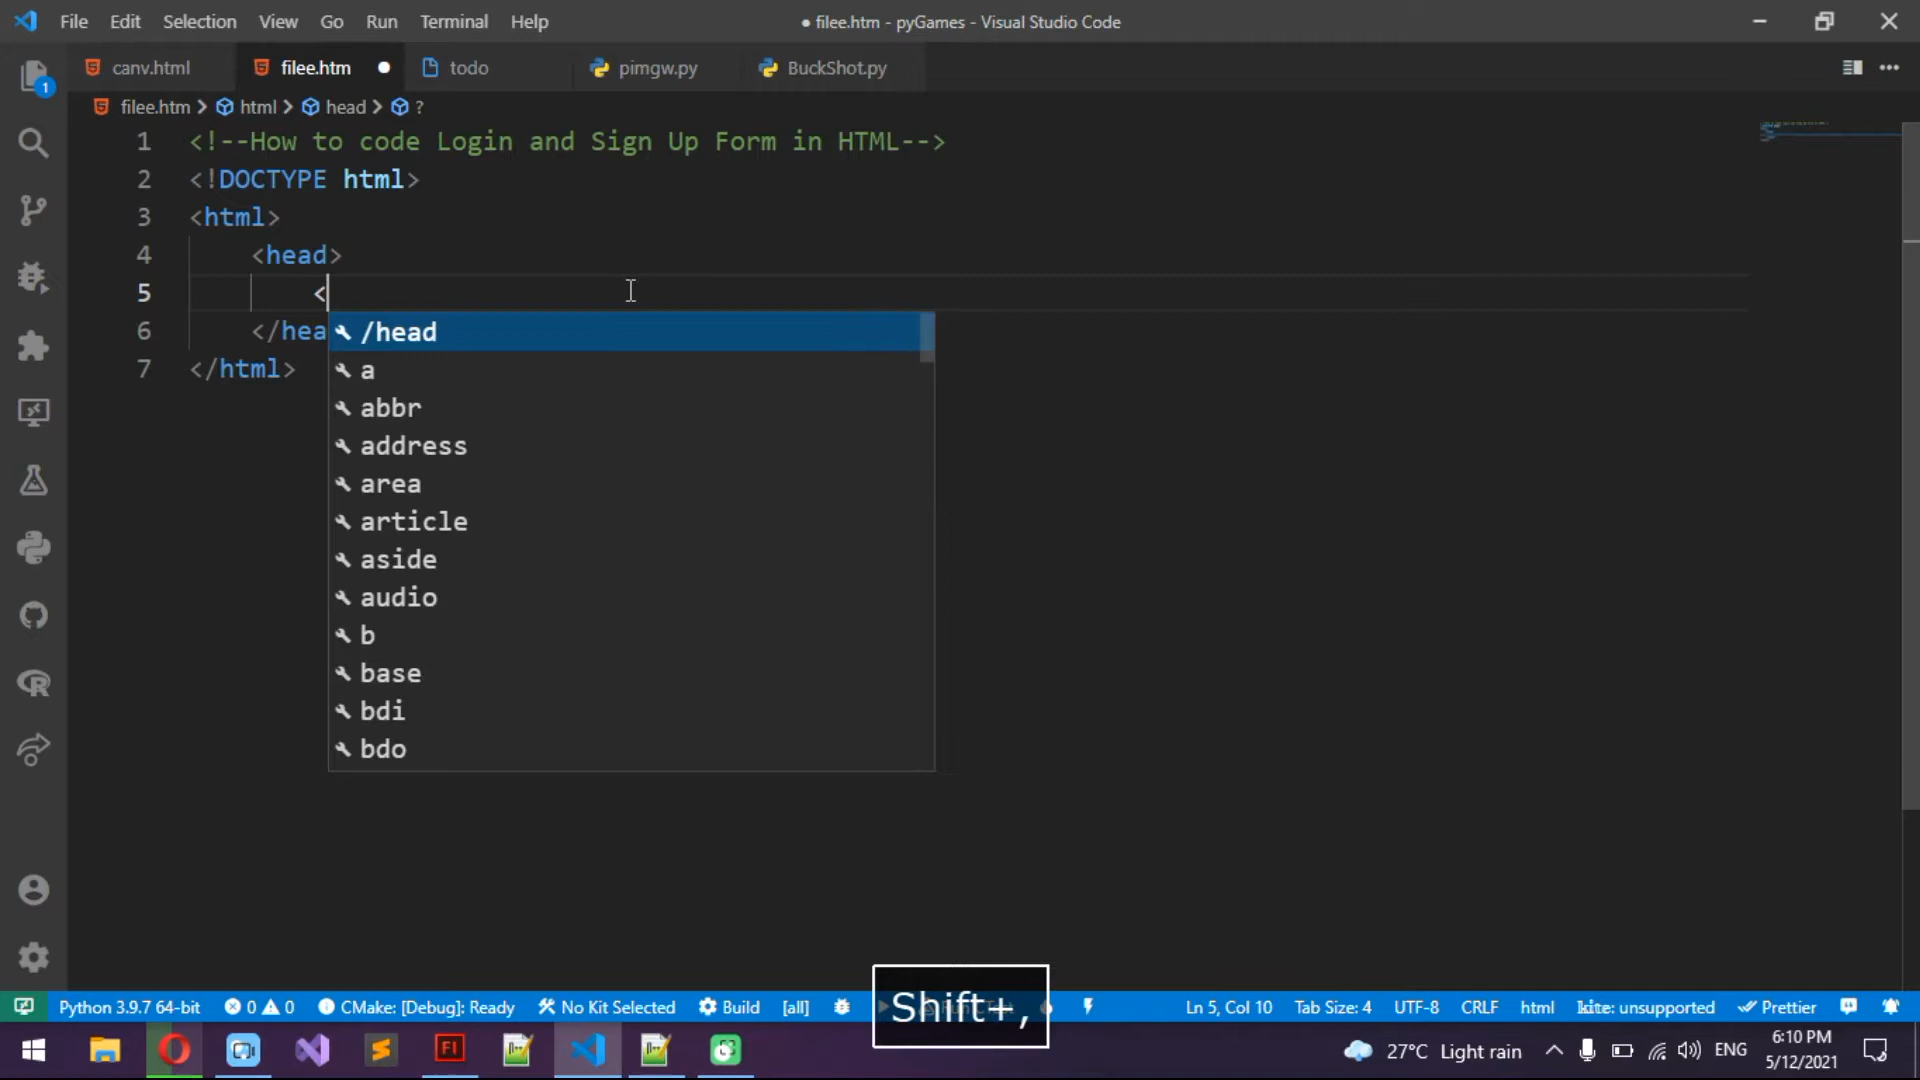 File Edit Selection View Go Run Terminal Help ● filee.htm - pyGames - Visual Studio Code
canv.html filee.htm ● todo pimgw.py BuckShot.py
1
filee.htm > html > head > ?
1 <!--How to code Login and Sign Up Form in HTML-->
2 <!DOCTYPE html>
3 <html>
4 <head>
5 <
6 </hea
7 </html>
/head
a
abbr
address
area
article
aside
audio
b
base
bdi
bdo
Shift+,
Python 3.9.7 64-bit 0 0 CMake: [Debug]: Ready No Kit Selected Build [all] Ln 5, Col 10 Tab Size: 4 UTF-8 CRLF html kite: unsupported Prettier
27°C Light rain ENG 6:10 PM
5/12/2021